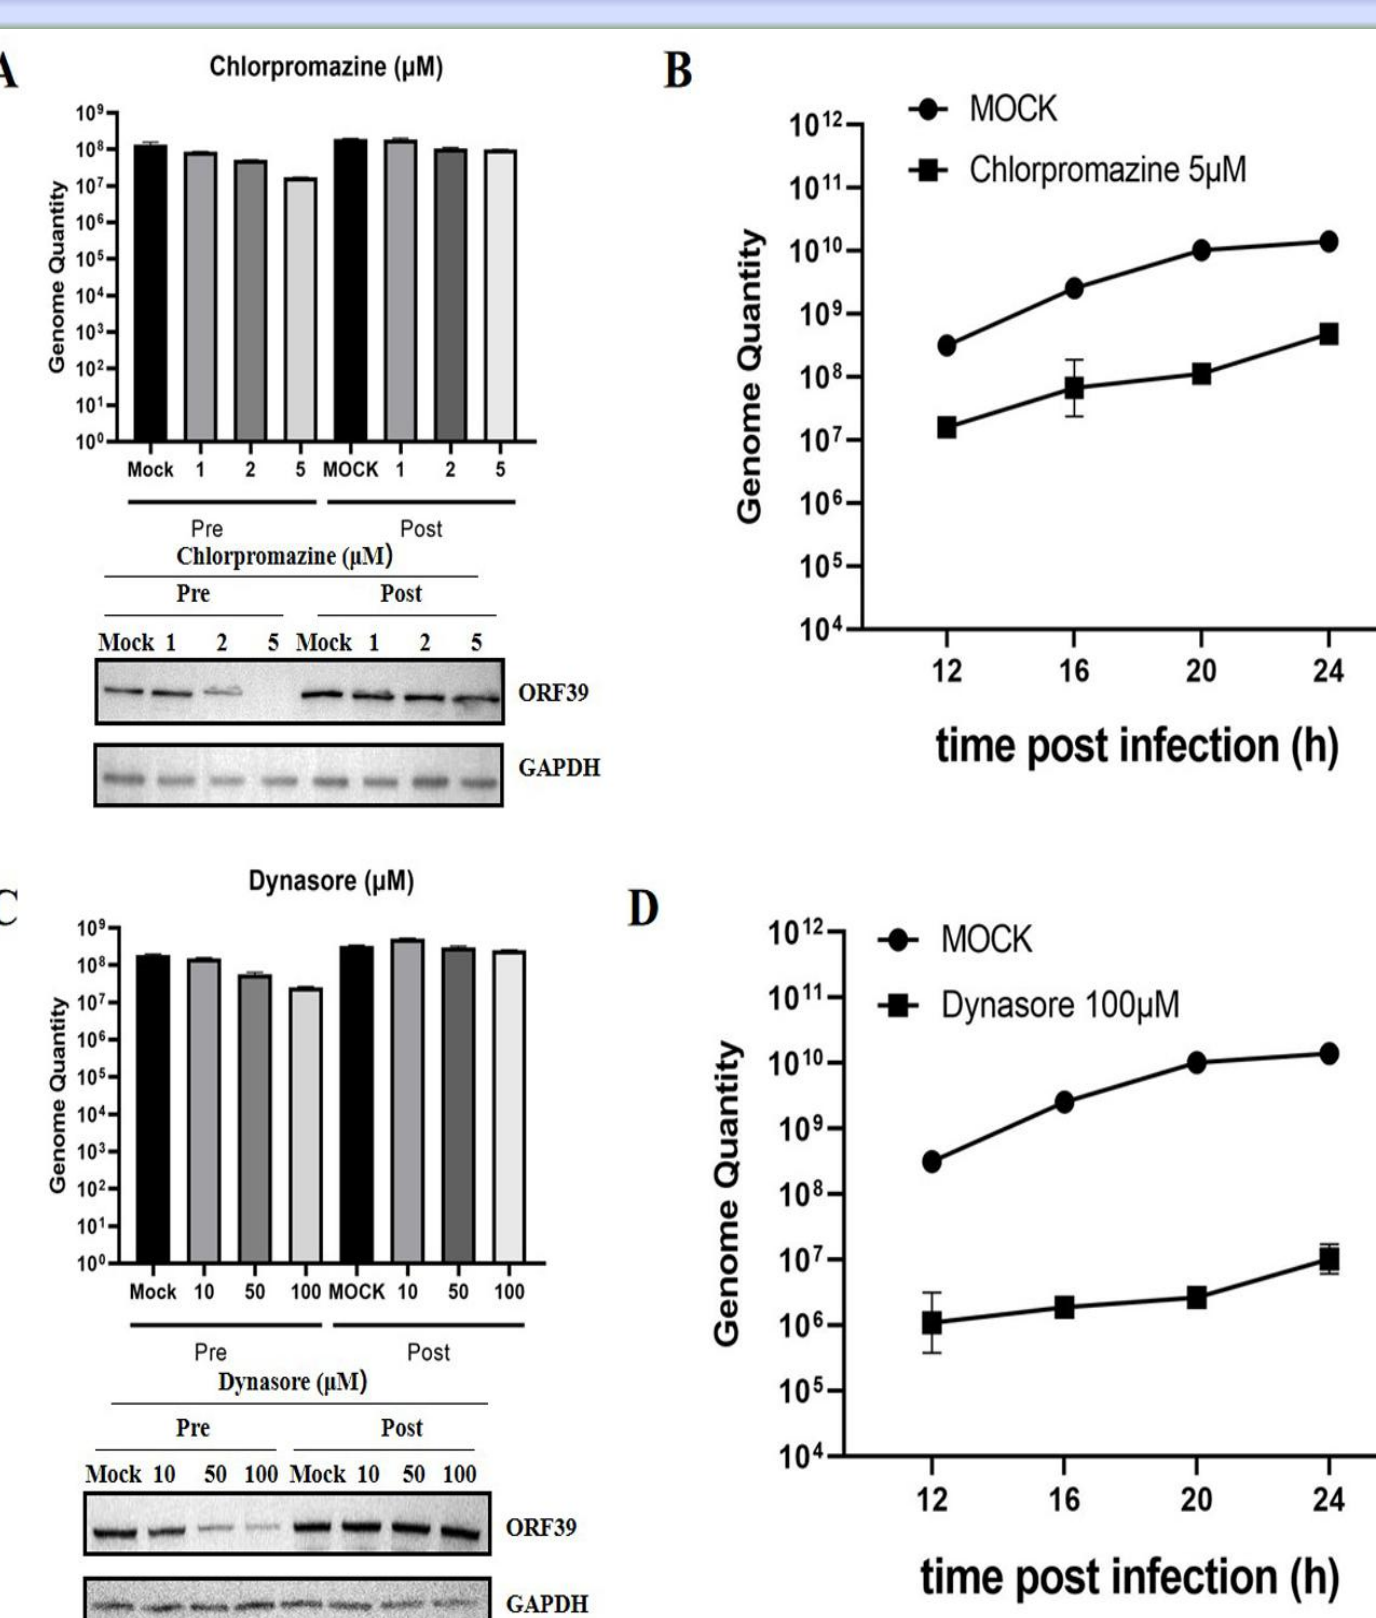 A
Chlorpromazine (μM)
10⁹
10⁸
10⁷
10⁶
10⁵
10⁴
10³
10²
10¹
10⁰
Genome Quantity
Mock 1 2 5 MOCK 1 2 5
Pre Post
Chlorpromazine (μM)
Pre Post
Mock 1 2 5 Mock 1 2 5
ORF39
GAPDH
B
MOCK
Chlorpromazine 5μM
10¹²
10¹¹
10¹⁰
10⁹
10⁸
10⁷
10⁶
10⁵
10⁴
Genome Quantity
12 16 20 24
time post infection (h)
C
Dynasore (μM)
10⁹
10⁸
10⁷
10⁶
10⁵
10⁴
10³
10²
10¹
10⁰
Genome Quantity
Mock 10 50 100 MOCK 10 50 100
Pre Post
Dynasore (μM)
Pre Post
Mock 10 50 100 Mock 10 50 100
ORF39
GAPDH
D
MOCK
Dynasore 100μM
10¹²
10¹¹
10¹⁰
10⁹
10⁸
10⁷
10⁶
10⁵
10⁴
Genome Quantity
12 16 20 24
time post infection (h)